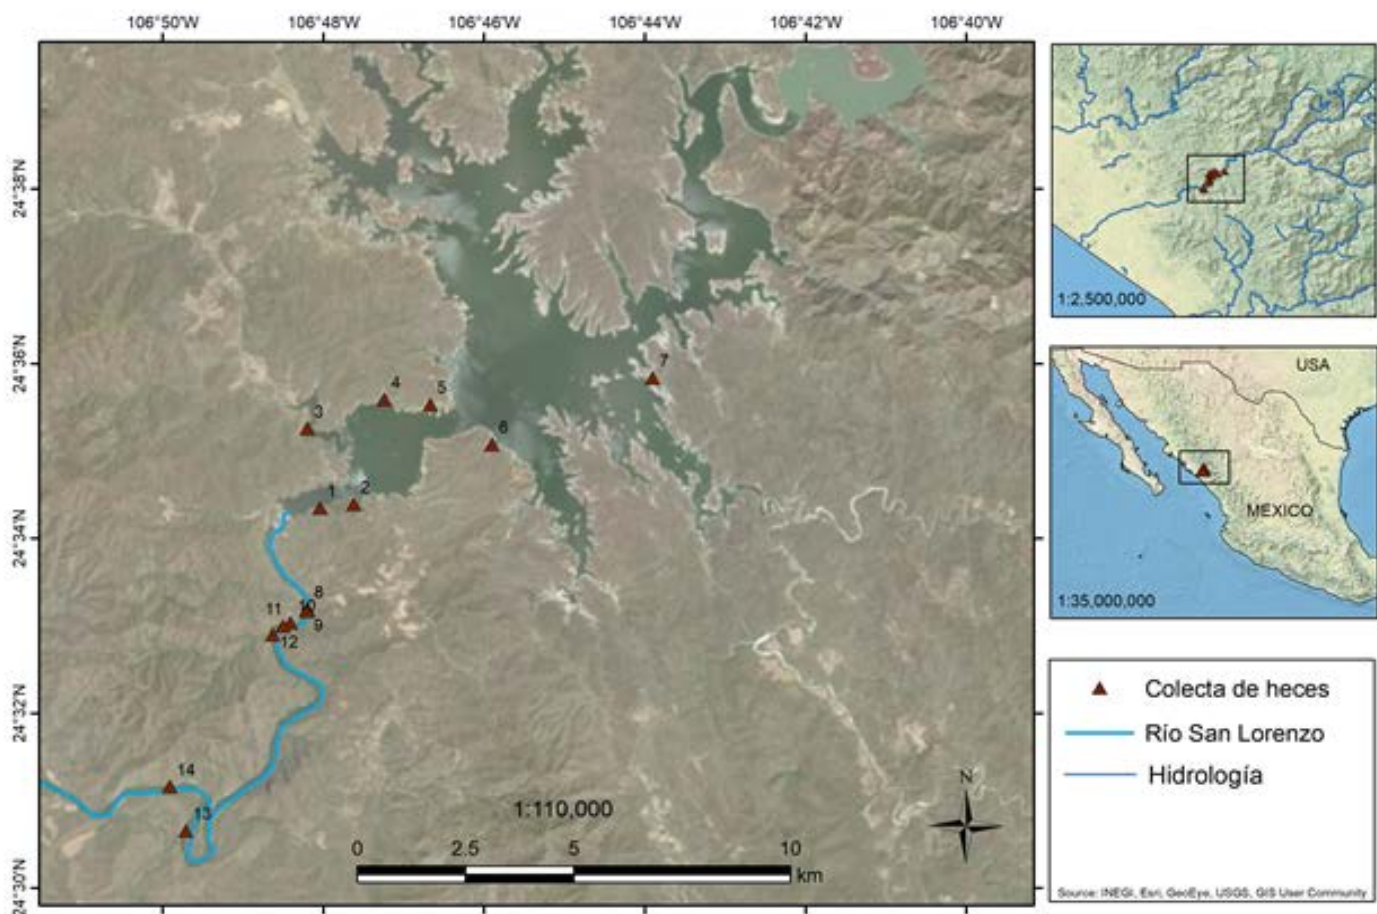 106°50'W 106°48'W 106°46'W 106°44'W 106°42'W 106°40'W
24°38'N
24°36'N
24°34'N
24°32'N
24°30'N
7
4
5
3
6
1
2
8
11
10
9
12
14
13
N
1:110,000
0 2.5 5 10
km
1:2.500,000
USA
MEXICO
1:35,000,000
Colecta de heces
Río San Lorenzo
Hidrología
Source: INEGI, Esri, GeoEye, USGS, GIS User Community